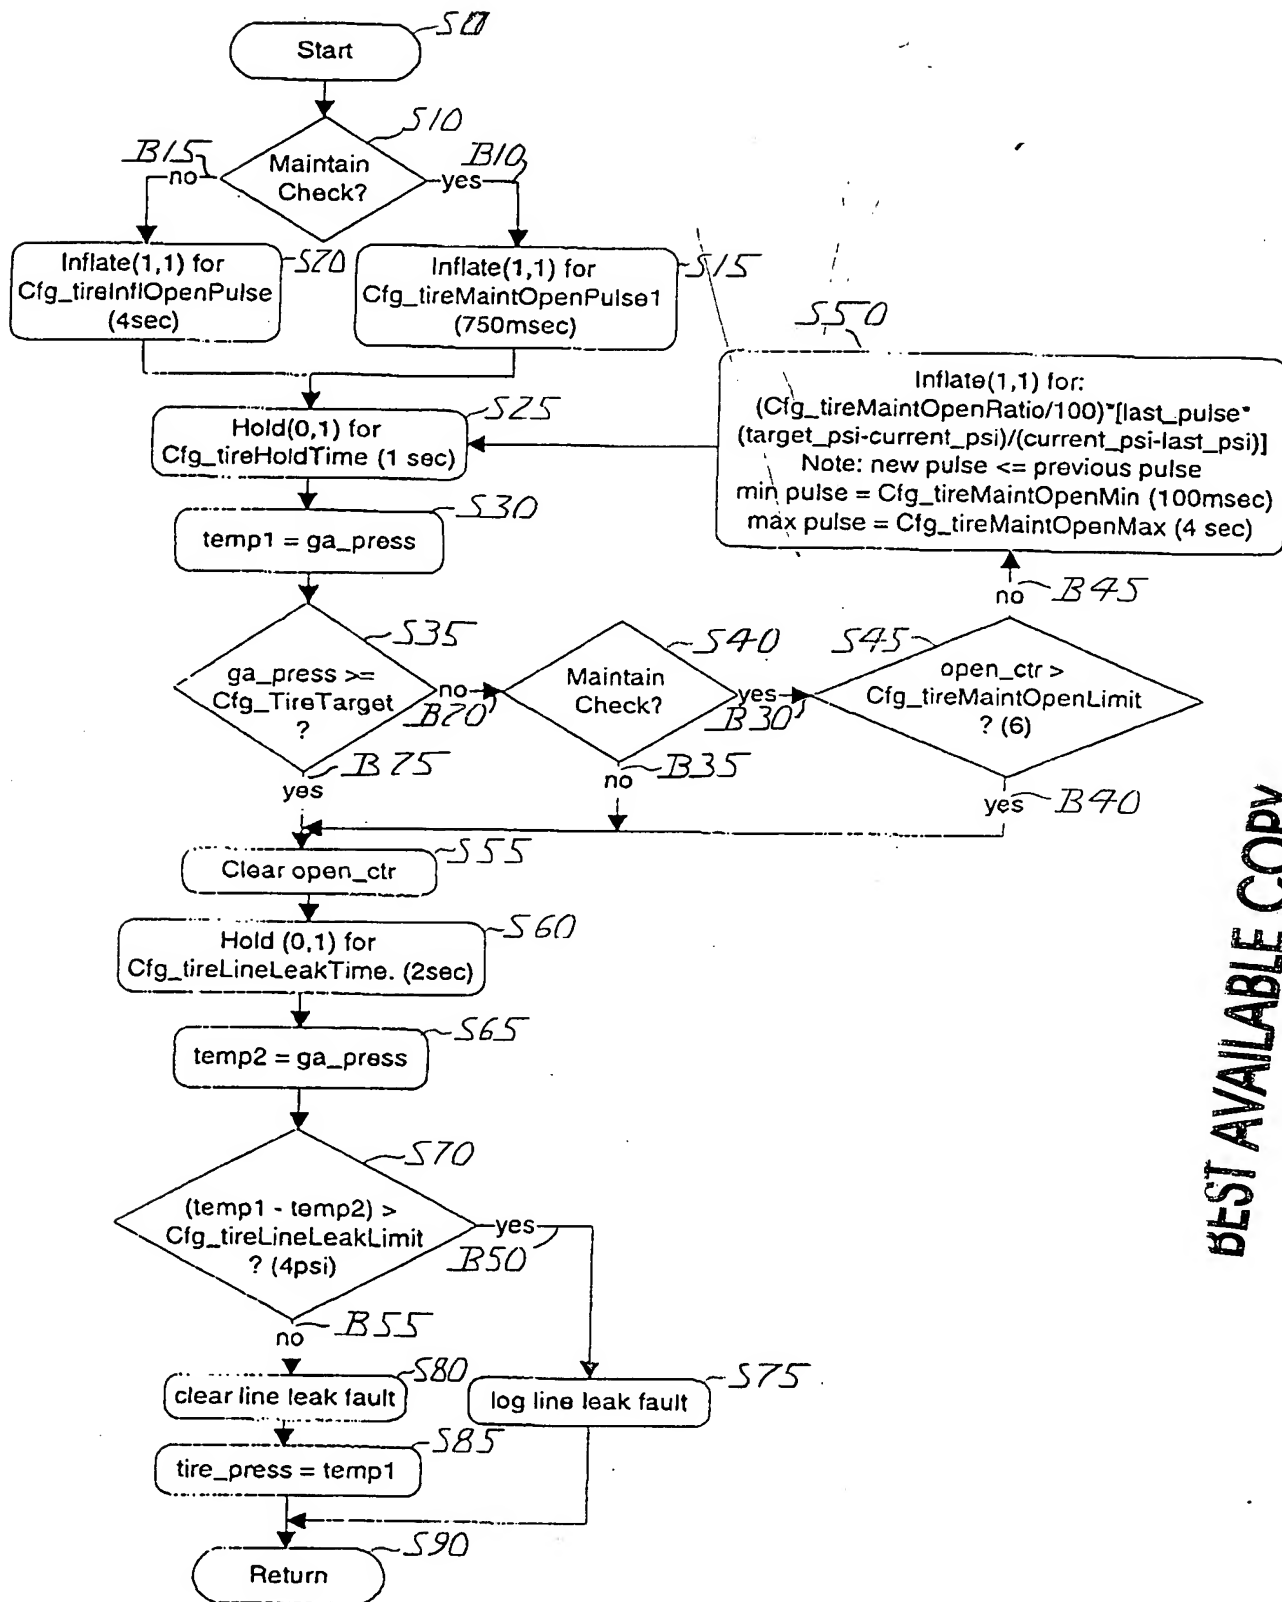 S0
Start
S10
Maintain
Check?
B15
no
B10
yes
Inflate(1,1) for
Cfg_tireInflOpenPulse
(4sec)
S20
Inflate(1,1) for
Cfg_tireMaintOpenPulse1
(750msec)
S15
S50
Inflate(1,1) for:
(Cfg_tireMaintOpenRatio/100)*[last_pulse*
(target_psi-current_psi)/(current_psi-last_psi)]
Note: new pulse <= previous pulse
min pulse = Cfg_tireMaintOpenMin (100msec)
max pulse = Cfg_tireMaintOpenMax (4 sec)
S25
Hold(0,1) for
Cfg_tireHoldTime (1 sec)
S30
temp1 = ga_press
S35
ga_press >=
Cfg_TireTarget
?
no
B20
S40
Maintain
Check?
yes
B30
S45
open_ctr >
Cfg_tireMaintOpenLimit
? (6)
no
B45
B25
yes
B35
no
yes
B40
S55
Clear open_ctr
S60
Hold (0,1) for
Cfg_tireLineLeakTime. (2sec)
S65
temp2 = ga_press
S70
(temp1 - temp2) >
Cfg_tireLineLeakLimit
? (4psi)
yes
B50
no
B55
S80
clear line leak fault
S75
log line leak fault
S85
tire_press = temp1
S90
Return
BEST AVAILABLE COPY